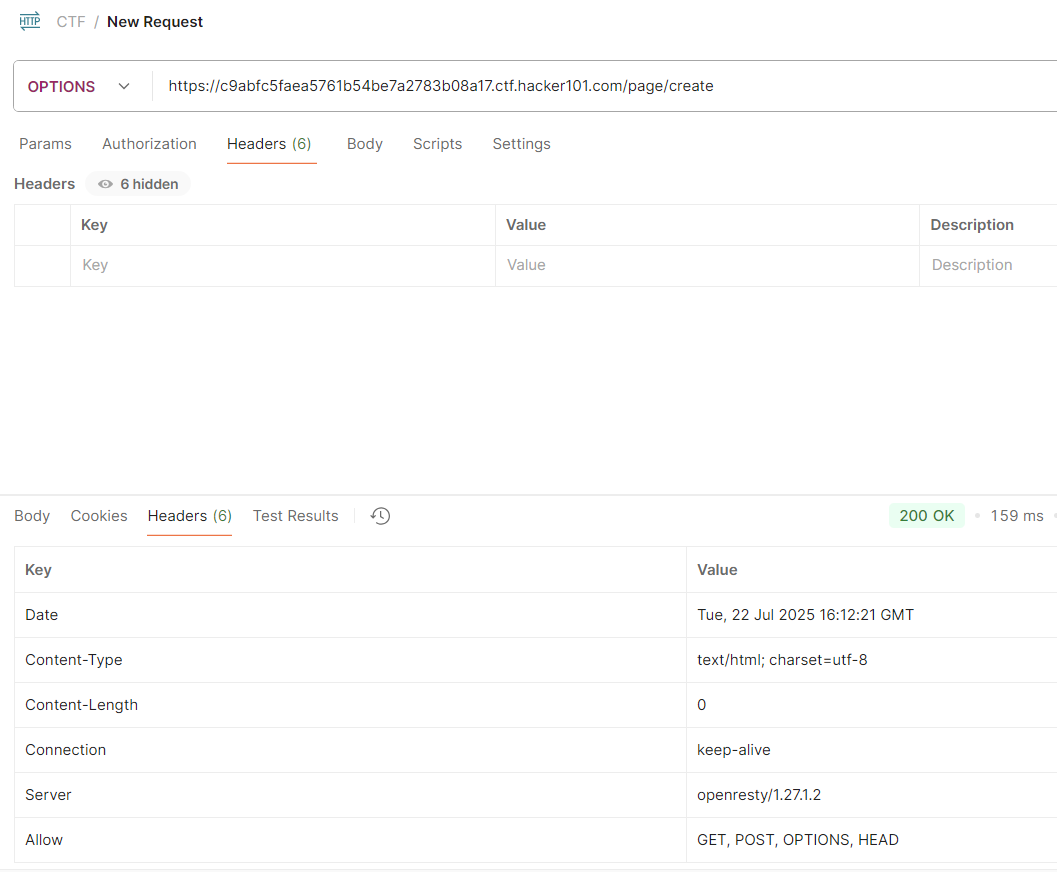 HTTP CTF / New Request
OPTIONS https://c9abfc5faea5761b54be7a2783b08a17.ctf.hacker101.com/page/create
Params Authorization Headers (6) Body Scripts Settings
Headers 6 hidden
Key Value Description
Key Value Description
Body Cookies Headers (6) Test Results 200 OK • 159 ms
Key Value
Date Tue, 22 Jul 2025 16:12:21 GMT
Content-Type text/html; charset=utf-8
Content-Length 0
Connection keep-alive
Server openresty/1.27.1.2
Allow GET, POST, OPTIONS, HEAD